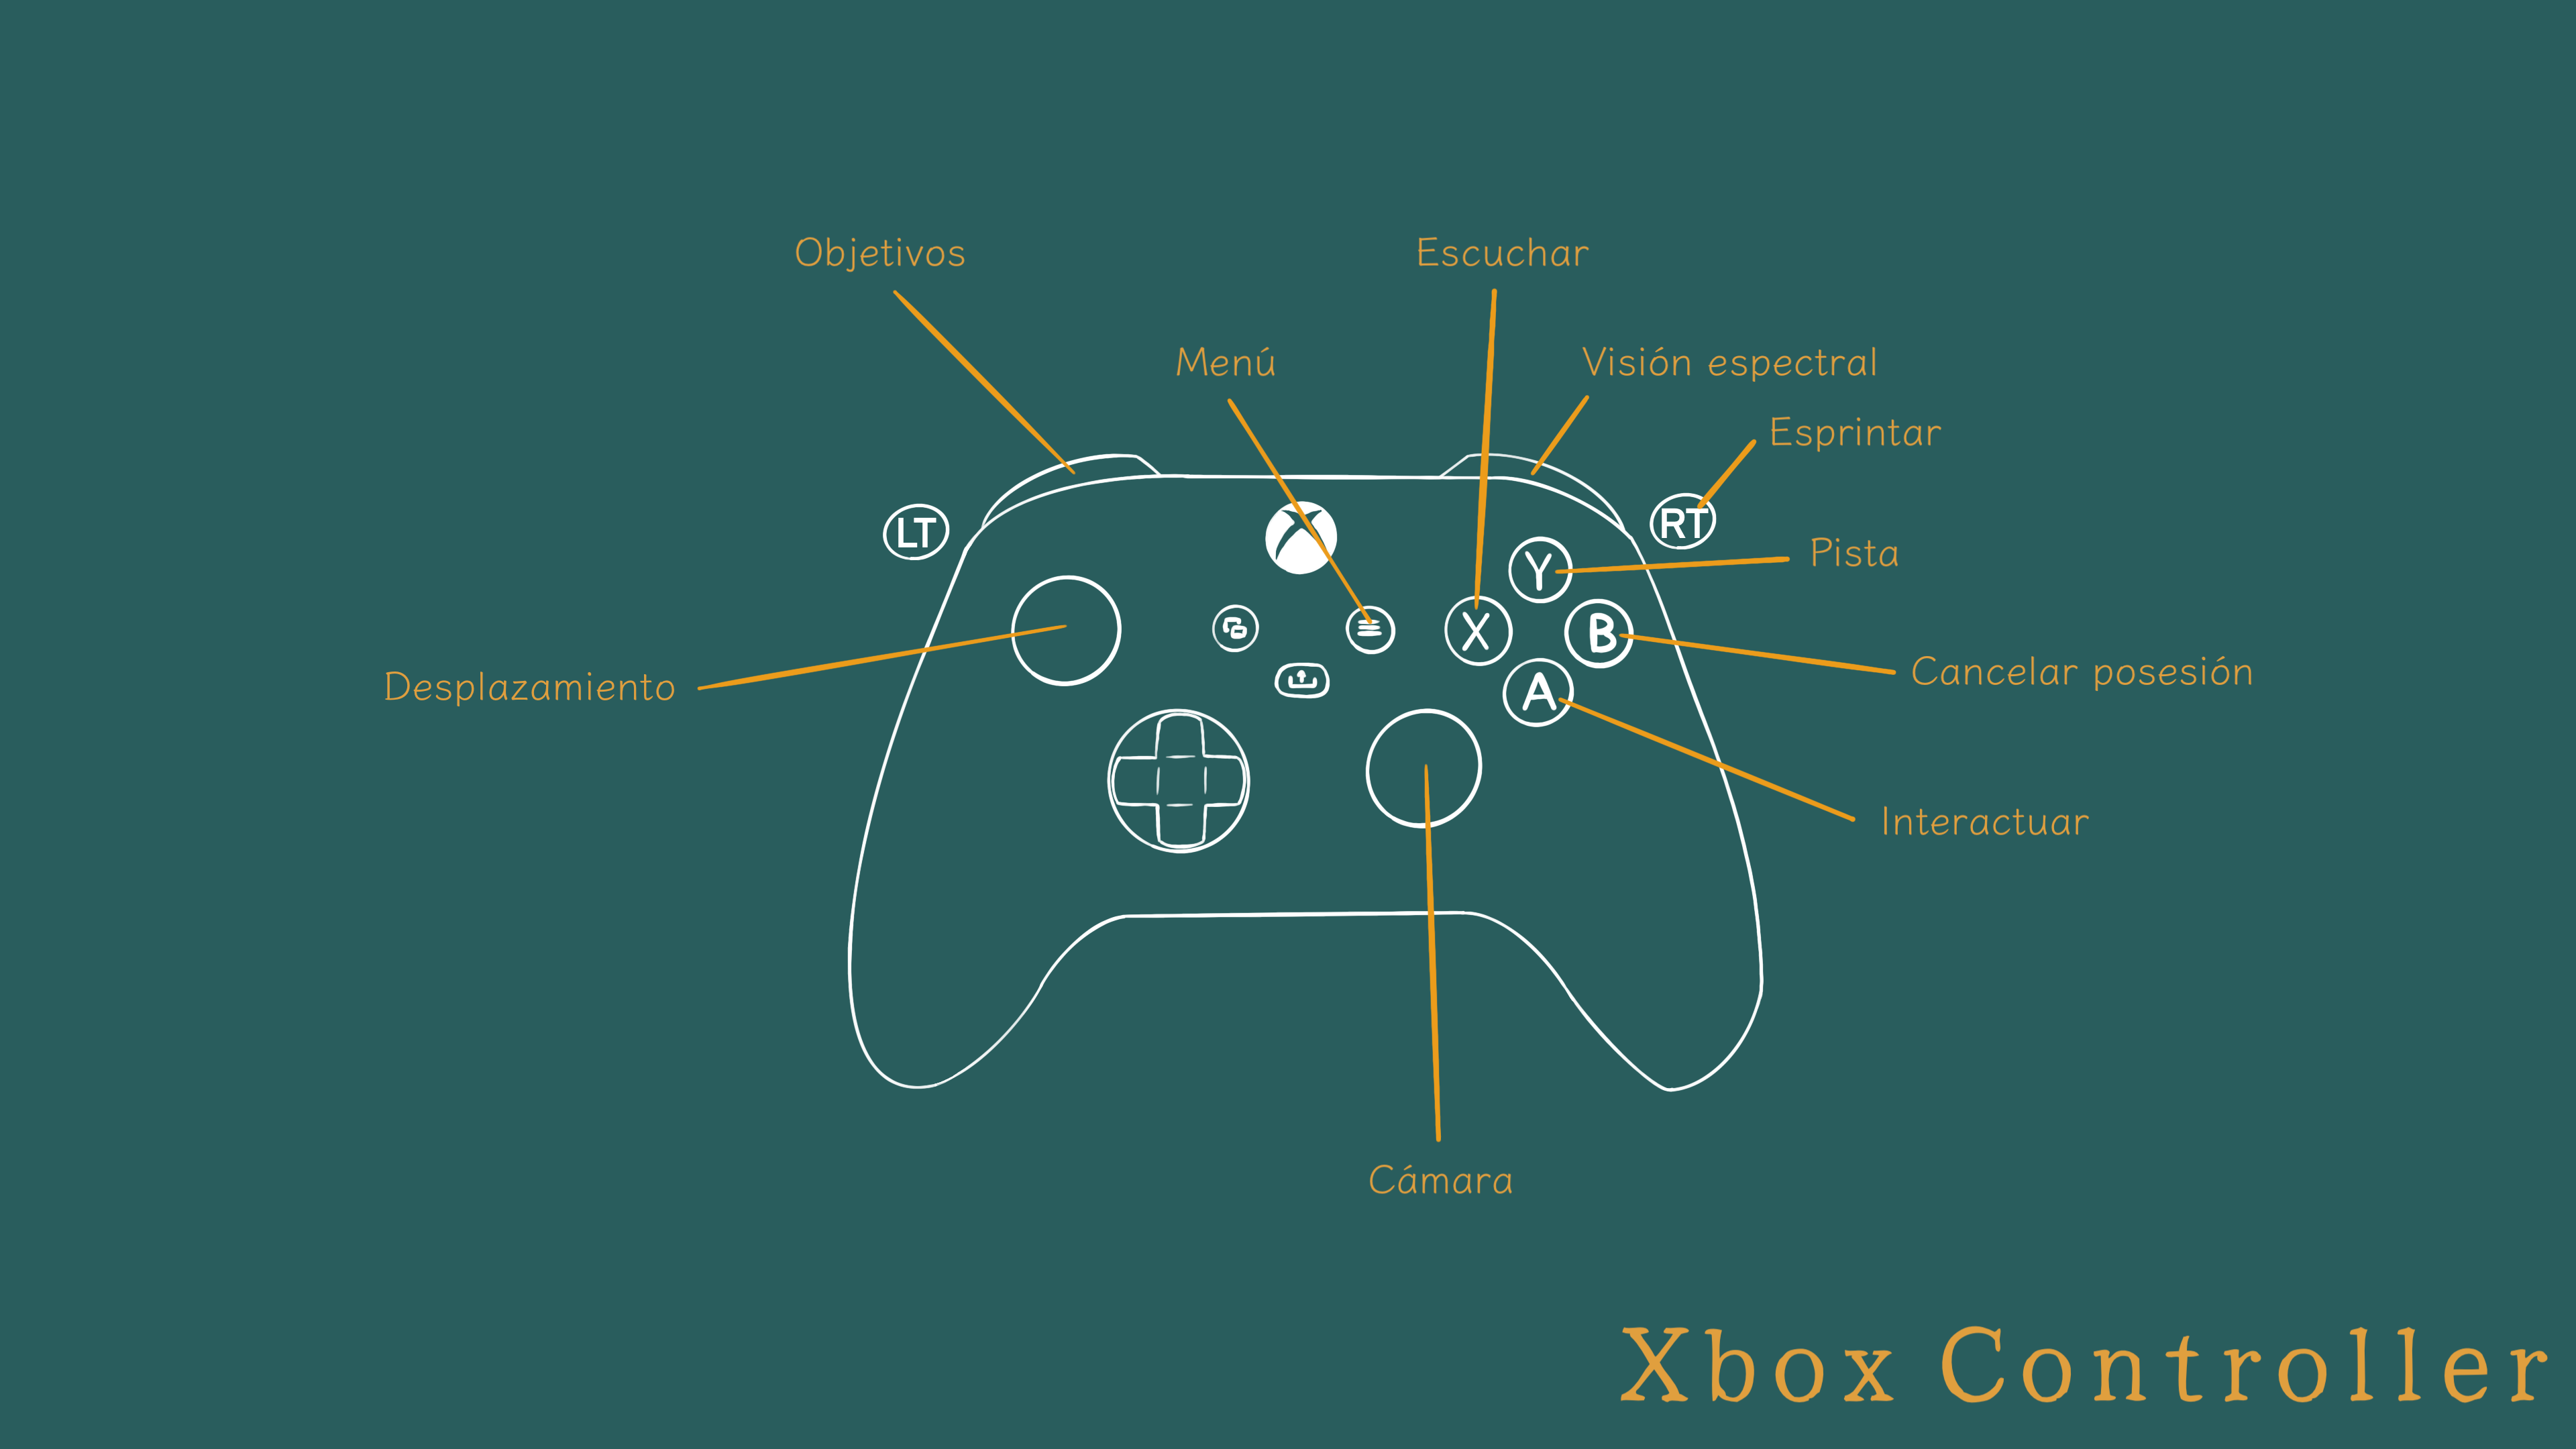 Objetivos
Escuchar
Menú
Visión espectral
Esprintar
LT
RT
Y
Pista
X
B
Desplazamiento
Cancelar posesión
A
Interactuar
Cámara
Xbox Controller